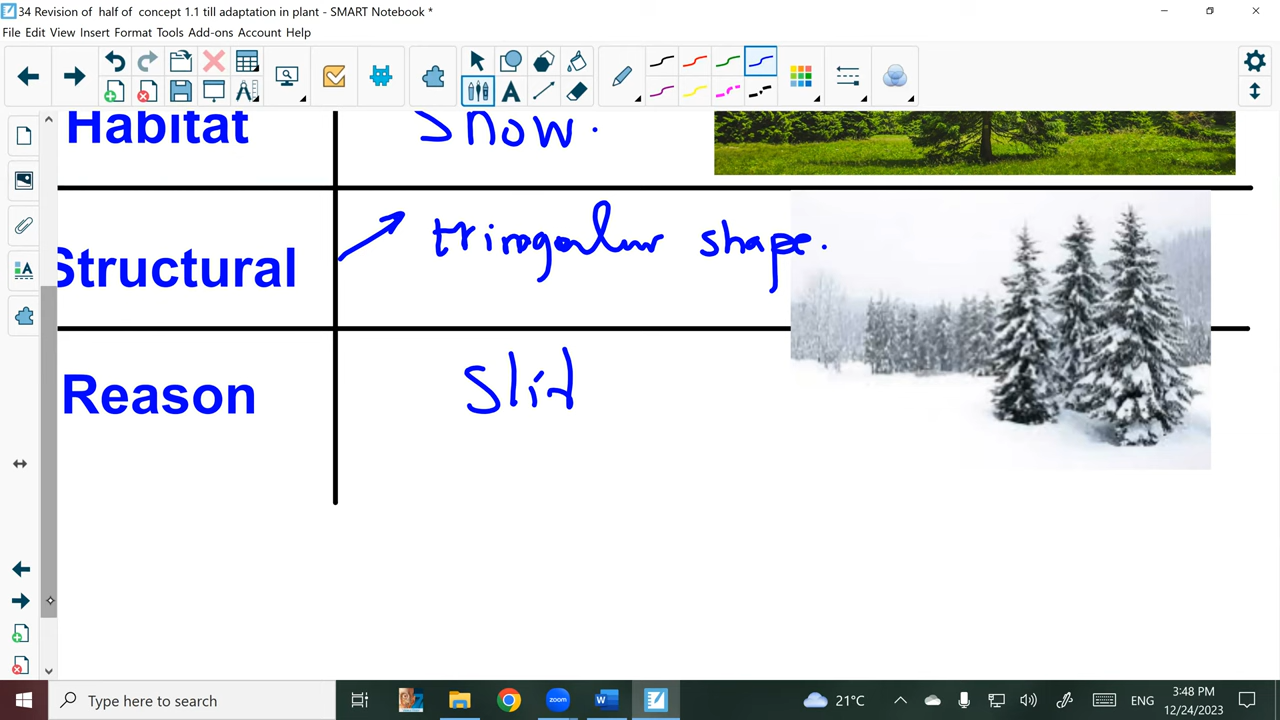 34 Revision of half of concept 1.1 till adaptation in plant - SMART Notebook *
File Edit View Insert Format Tools Add-ons Account Help
Habitat Snow.
Structural shape.
Reason Slid
Type here to search
zoom
21°C
ENG
3:48 PM
12/24/2023